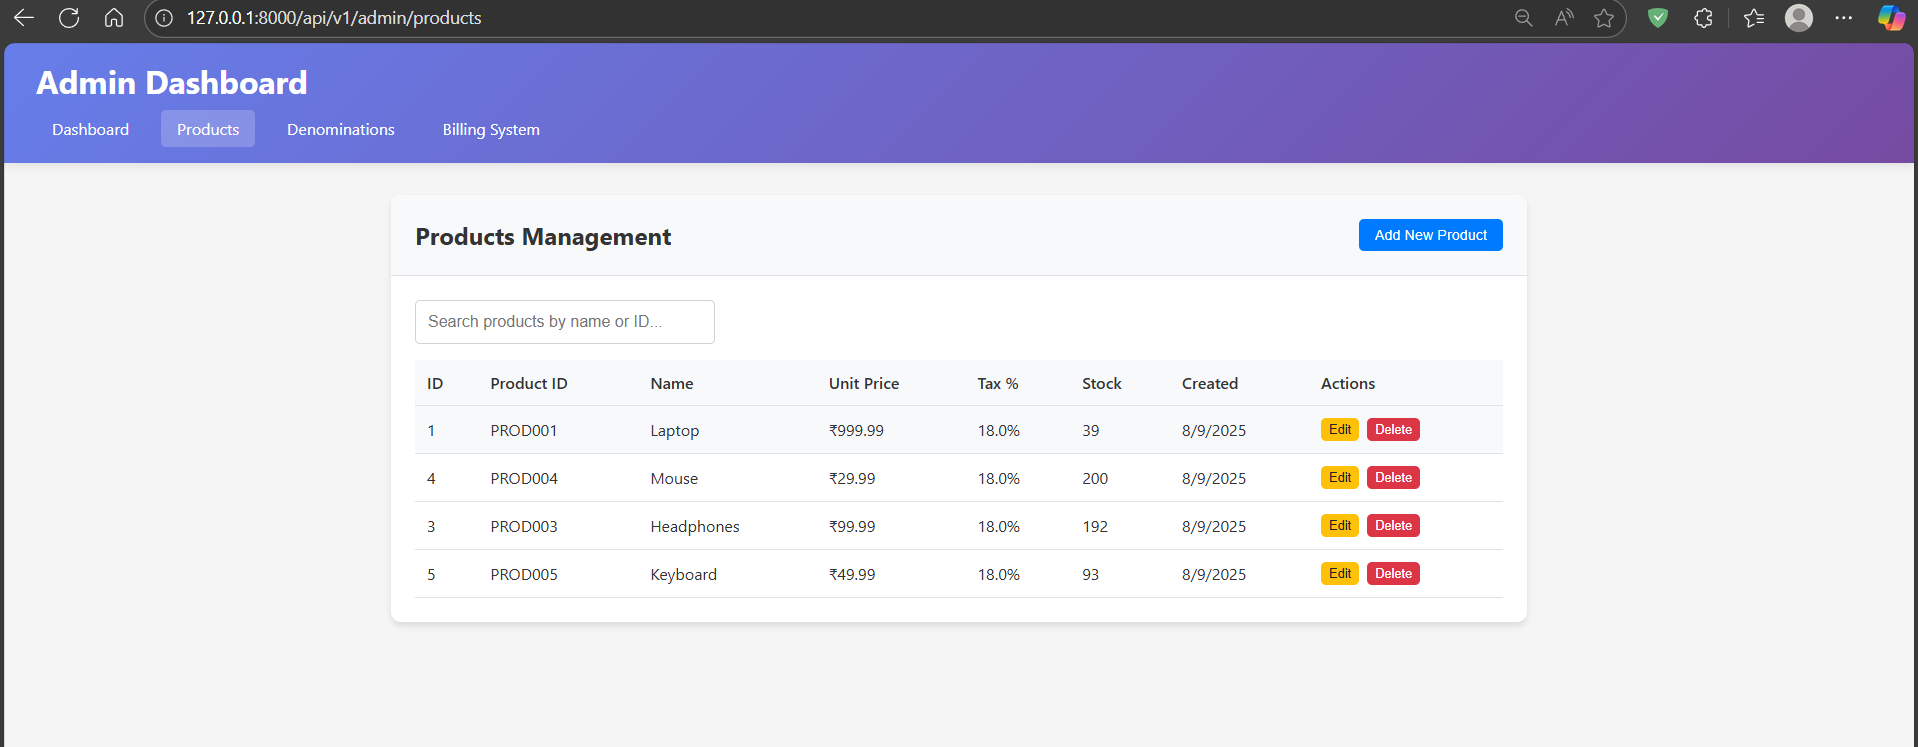 127.0.0.1:8000/api/v1/admin/products
Admin Dashboard
Dashboard Products Denominations Billing System
Products Management Add New Product
Search products by name or ID...
ID Product ID Name Unit Price Tax % Stock Created Actions
1 PROD001 Laptop ₹999.99 18.0% 39 8/9/2025 Edit Delete
4 PROD004 Mouse ₹29.99 18.0% 200 8/9/2025 Edit Delete
3 PROD003 Headphones ₹99.99 18.0% 192 8/9/2025 Edit Delete
5 PROD005 Keyboard ₹49.99 18.0% 93 8/9/2025 Edit Delete